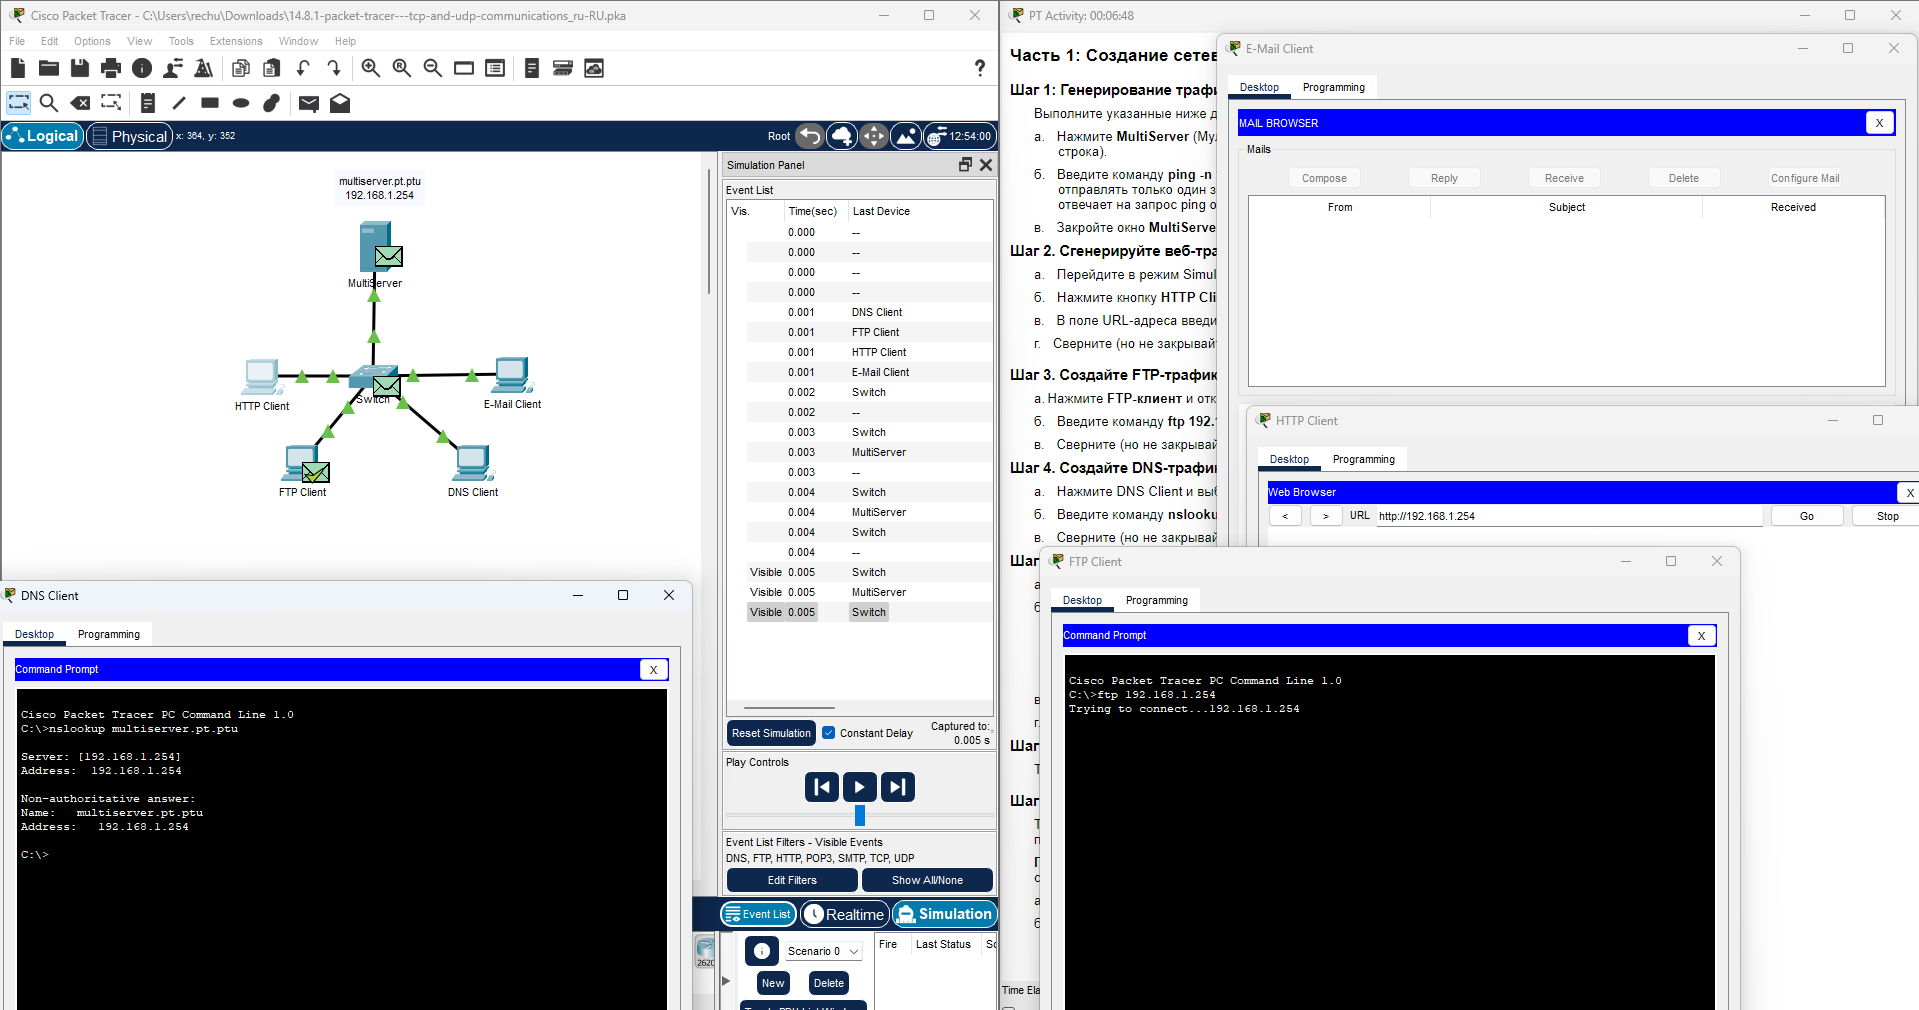 Cisco Packet Tracer - C:\Users\rechu\Downloads\14.8.1-packet-tracer---tcp-and-udp-communications_ru-RU.pka
File Edit Options View Tools Extensions Window Help
Logical Physical x: 364, y: 352 Root 12:54:00
multiserver.pt.ptu
192.168.1.254
MultiServer
HTTP Client
Switch
E-Mail Client
FTP Client
DNS Client
Simulation Panel
Event List
Vis. Time(sec) Last Device
0.000 --
0.000 --
0.000 --
0.000 --
0.001 DNS Client
0.001 FTP Client
0.001 HTTP Client
0.001 E-Mail Client
0.002 Switch
0.002 --
0.003 Switch
0.003 MultiServer
0.003 --
0.004 Switch
0.004 MultiServer
0.004 Switch
0.004 --
Visible 0.005 Switch
Visible 0.005 MultiServer
Visible 0.005 Switch
Reset Simulation Constant Delay Captured to:
0.005 s
Play Controls
Event List Filters - Visible Events
DNS, FTP, HTTP, POP3, SMTP, TCP, UDP
Edit Filters Show All/None
Event List Realtime Simulation
2620
Scenario 0
New Delete
Fire Last Status
DNS Client
Desktop Programming
Command Prompt X
Cisco Packet Tracer PC Command Line 1.0
C:\>nslookup multiserver.pt.ptu
Server: [192.168.1.254]
Address: 192.168.1.254
Non-authoritative answer:
Name: multiserver.pt.ptu
Address: 192.168.1.254
C:\>
PT Activity: 00:06:48
Часть 1: Создание сетев
Шаг 1: Генерирование трафи
Выполните указанные ниже д
а. Нажмите MultiServer (Му
строка).
б. Введите команду ping -n
отправлять только один з
отвечает на запрос ping о
в. Закройте окно MultiServe
Шаг 2. Сгенерируйте веб-тра
а. Перейдите в режим Simul
б. Нажмите кнопку HTTP Cli
в. В поле URL-адреса введи
г. Сверните (но не закрывай
Шаг 3. Создайте FTP-трафик
а. Нажмите FTP-клиент и отк
б. Введите команду ftp 192.
в. Сверните (но не закрывай
Шаг 4. Создайте DNS-трафик
а. Нажмите DNS Client и выб
б. Введите команду nslooku
в. Сверните (но не закрывай
Шаг
Шаг
Шаг
Time Ela
E-Mail Client
Desktop Programming
MAIL BROWSER X
Mails
Compose Reply Receive Delete Configure Mail
From Subject Received
HTTP Client
Desktop Programming
Web Browser X
< > URL http://192.168.1.254 Go Stop
FTP Client
Desktop Programming
Command Prompt X
Cisco Packet Tracer PC Command Line 1.0
C:\>ftp 192.168.1.254
Trying to connect...192.168.1.254